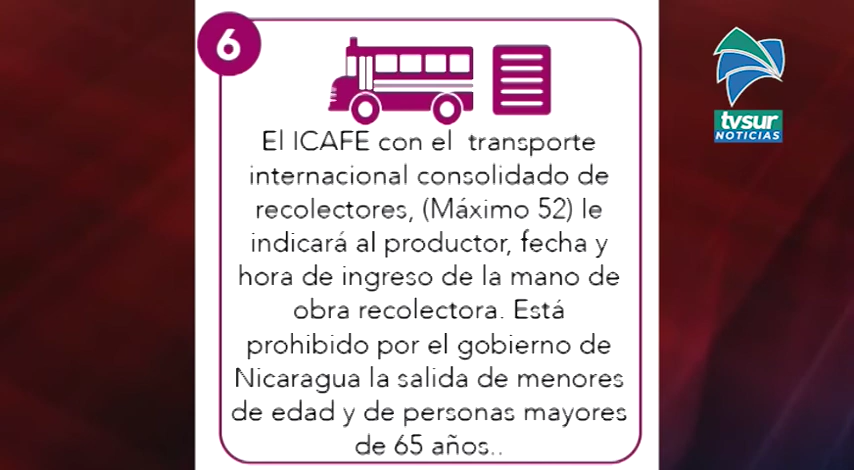 6
El ICAFE con el transporte
internacional consolidado de
recolectores, (Máximo 52) le
indicará al productor, fecha y
hora de ingreso de la mano de
obra recolectora. Está
prohibido por el gobierno de
Nicaragua la salida de menores
de edad y de personas mayores
de 65 años..
tvsur
NOTICIAS